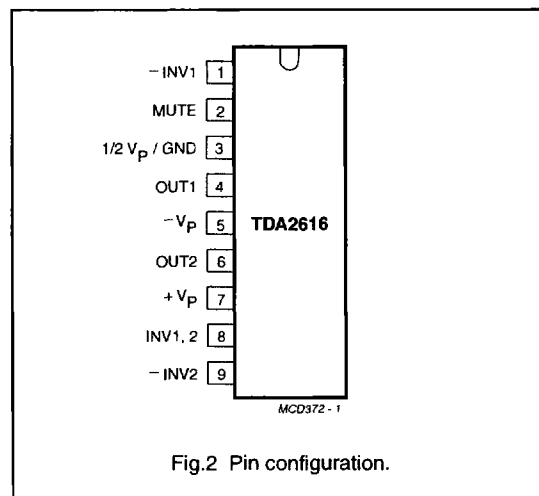 −INV1 1
MUTE 2
1/2 VP / GND 3
OUT1 4
−VP 5
OUT2 6
+VP 7
INV1, 2 8
−INV2 9
TDA2616
MCD372 - 1
Fig.2 Pin configuration.